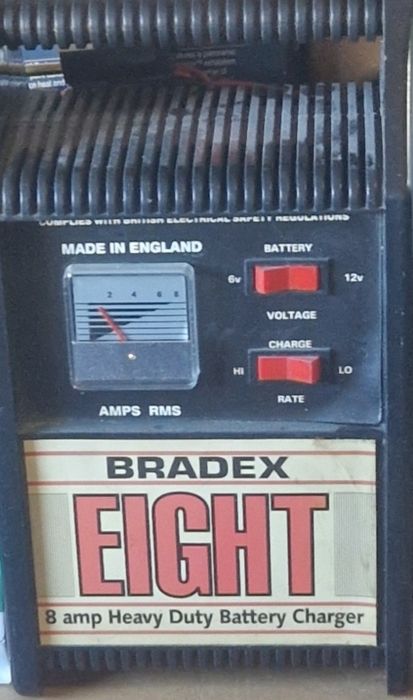 COMPLIES WITH BRITISH ELECTRICAL SAFETY REGULATIONS
MADE IN ENGLAND
BATTERY
6v 12v
VOLTAGE
2 4 6 8
CHARGE
HI LO
RATE
AMPS RMS
BRADEX
EIGHT
8 amp Heavy Duty Battery Charger